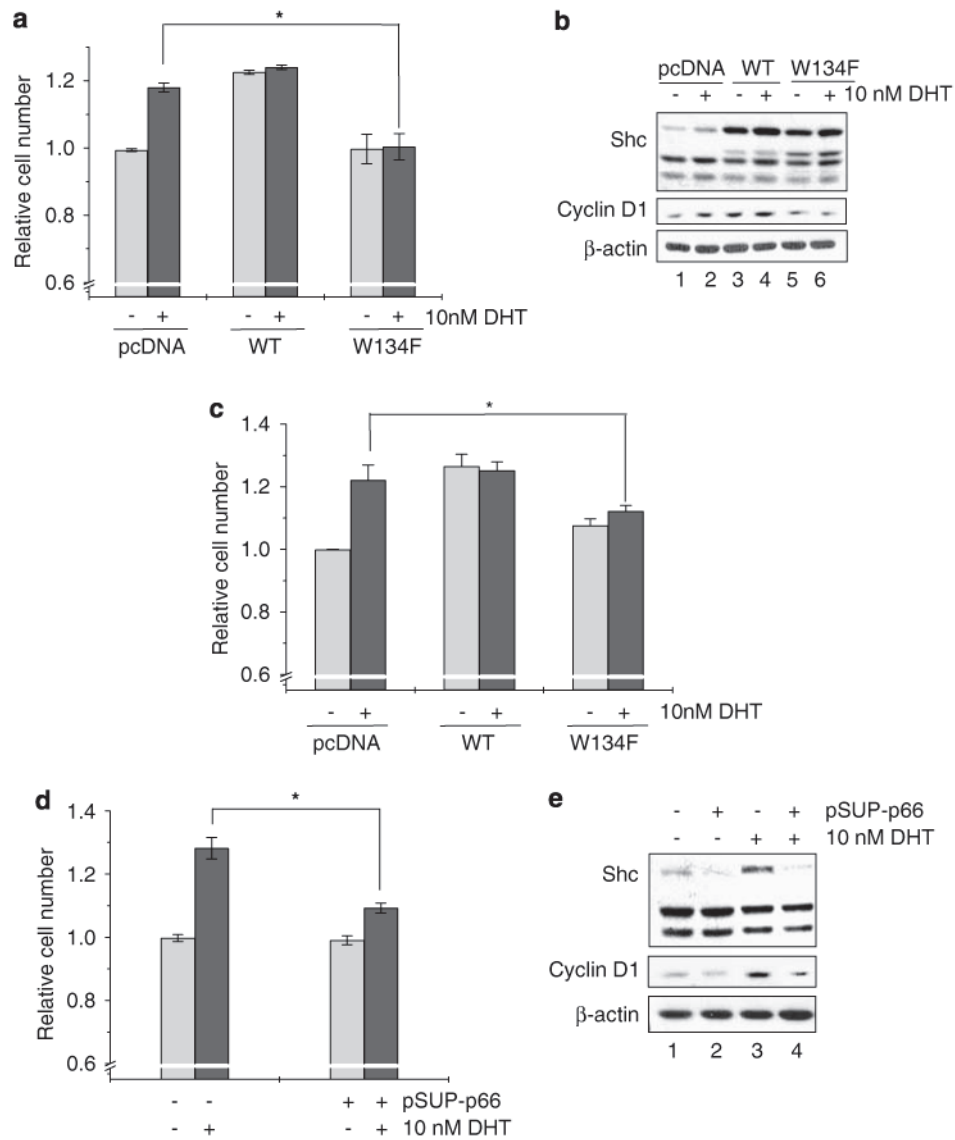 a
*
Relative cell number
1.2
1.0
0.8
0.6
- + - + - + 10nM DHT
pcDNA WT W134F
b
pcDNA WT W134F
- + - + - + 10 nM DHT
Shc
Cyclin D1
β-actin
1 2 3 4 5 6
c
*
Relative cell number
1.4
1.2
1.0
0.8
0.6
- + - + - + 10nM DHT
pcDNA WT W134F
d
*
Relative cell number
1.4
1.2
1.0
0.8
0.6
- - + + pSUP-p66
- + - + 10 nM DHT
e
- + - + pSUP-p66
- - + + 10 nM DHT
Shc
Cyclin D1
β-actin
1 2 3 4